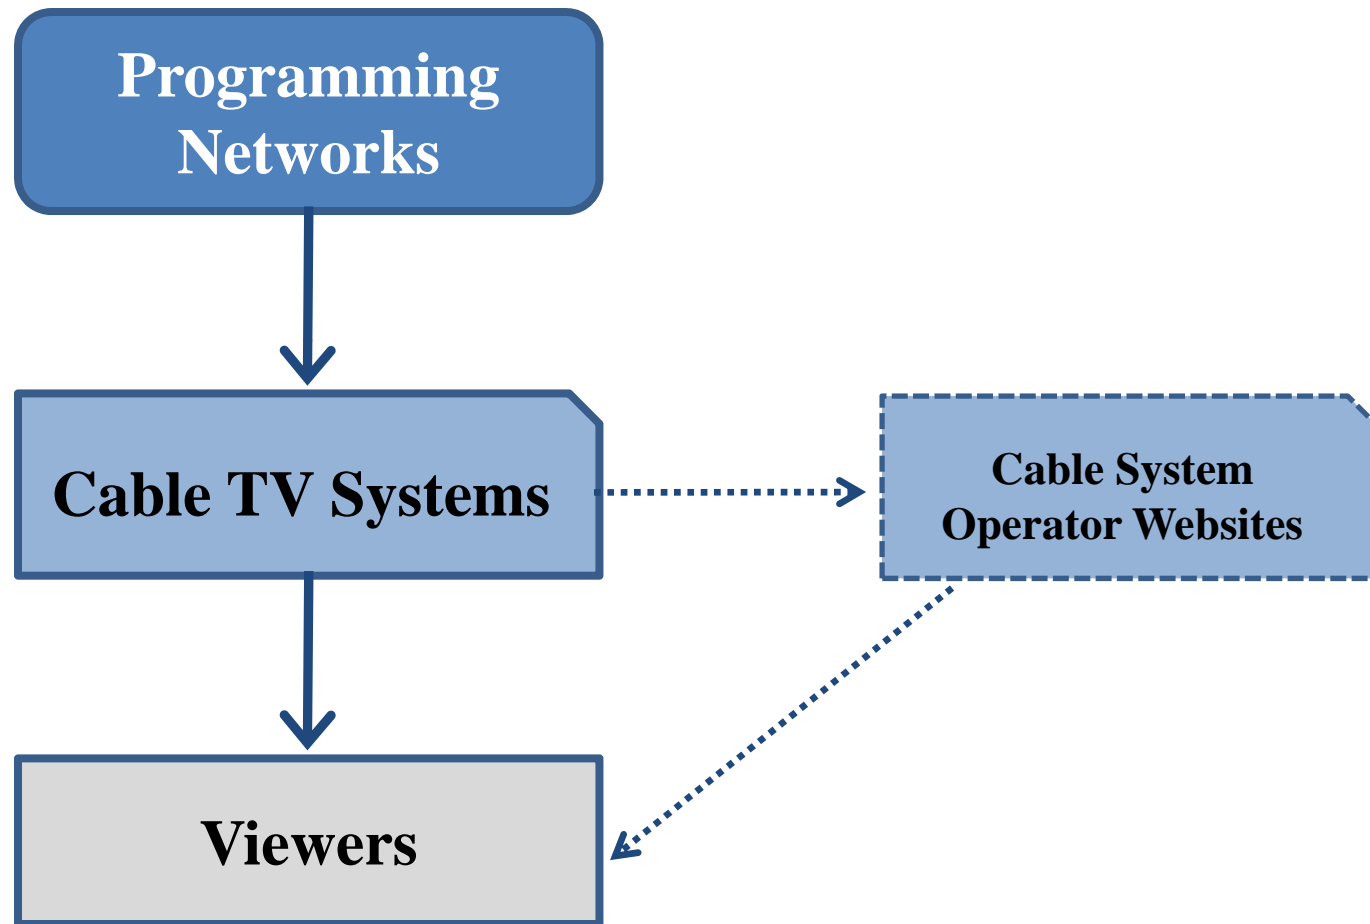 Programming
Networks
Cable TV Systems
Cable System
Operator Websites
Viewers